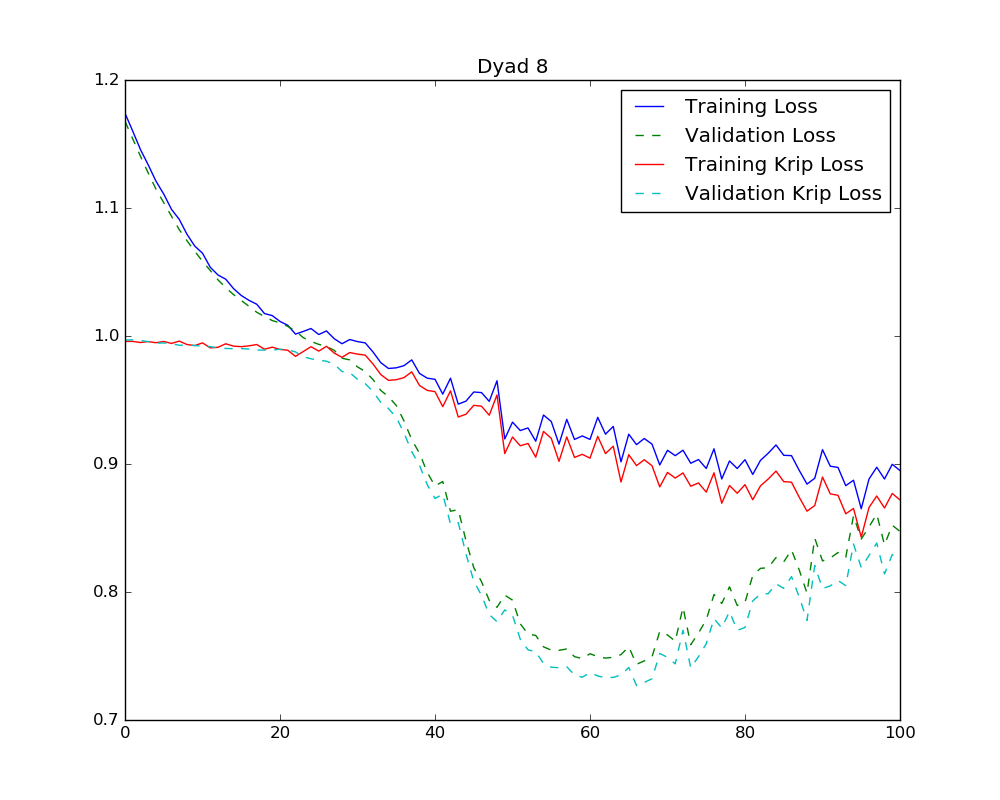 Dyad 8
1.2
1.1
1.0
0.9
0.8
0.7
0 20 40 60 80 100
Training Loss
Validation Loss
Training Krip Loss
Validation Krip Loss